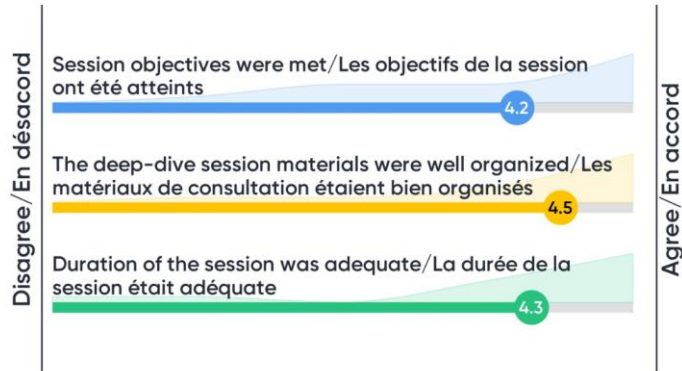 Disagree/En désacord
Session objectives were met/Les objectifs de la session
ont été atteints
4.2
The deep-dive session materials were well organized/Les
matériaux de consultation étaient bien organisés
4.5
Duration of the session was adequate/La durée de la
session était adéquate
4.3
Agree/En accord